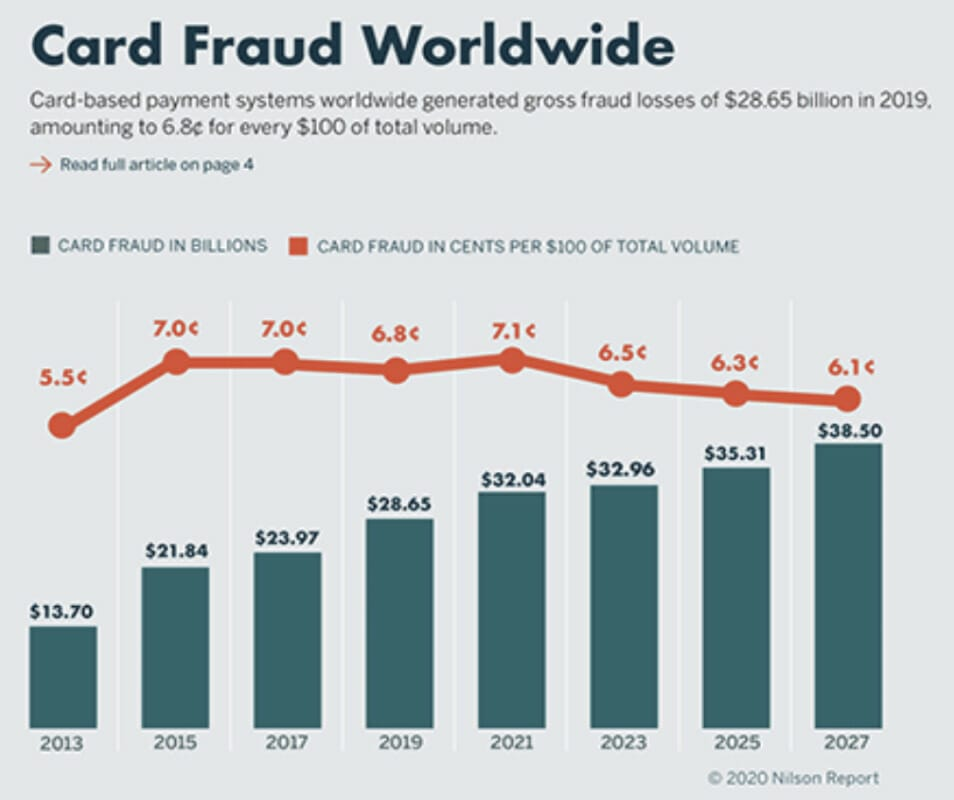 Card Fraud Worldwide
Card-based payment systems worldwide generated gross fraud losses of $28.65 billion in 2019,
amounting to 6.8¢ for every $100 of total volume.
→ Read full article on page 4
CARD FRAUD IN BILLIONS CARD FRAUD IN CENTS PER $100 OF TOTAL VOLUME
5.5¢ 7.0¢ 7.0¢ 6.8¢ 7.1¢ 6.5¢ 6.3¢ 6.1¢
$13.70 $21.84 $23.97 $28.65 $32.04 $32.96 $35.31 $38.50
2013 2015 2017 2019 2021 2023 2025 2027
© 2020 Nilson Report